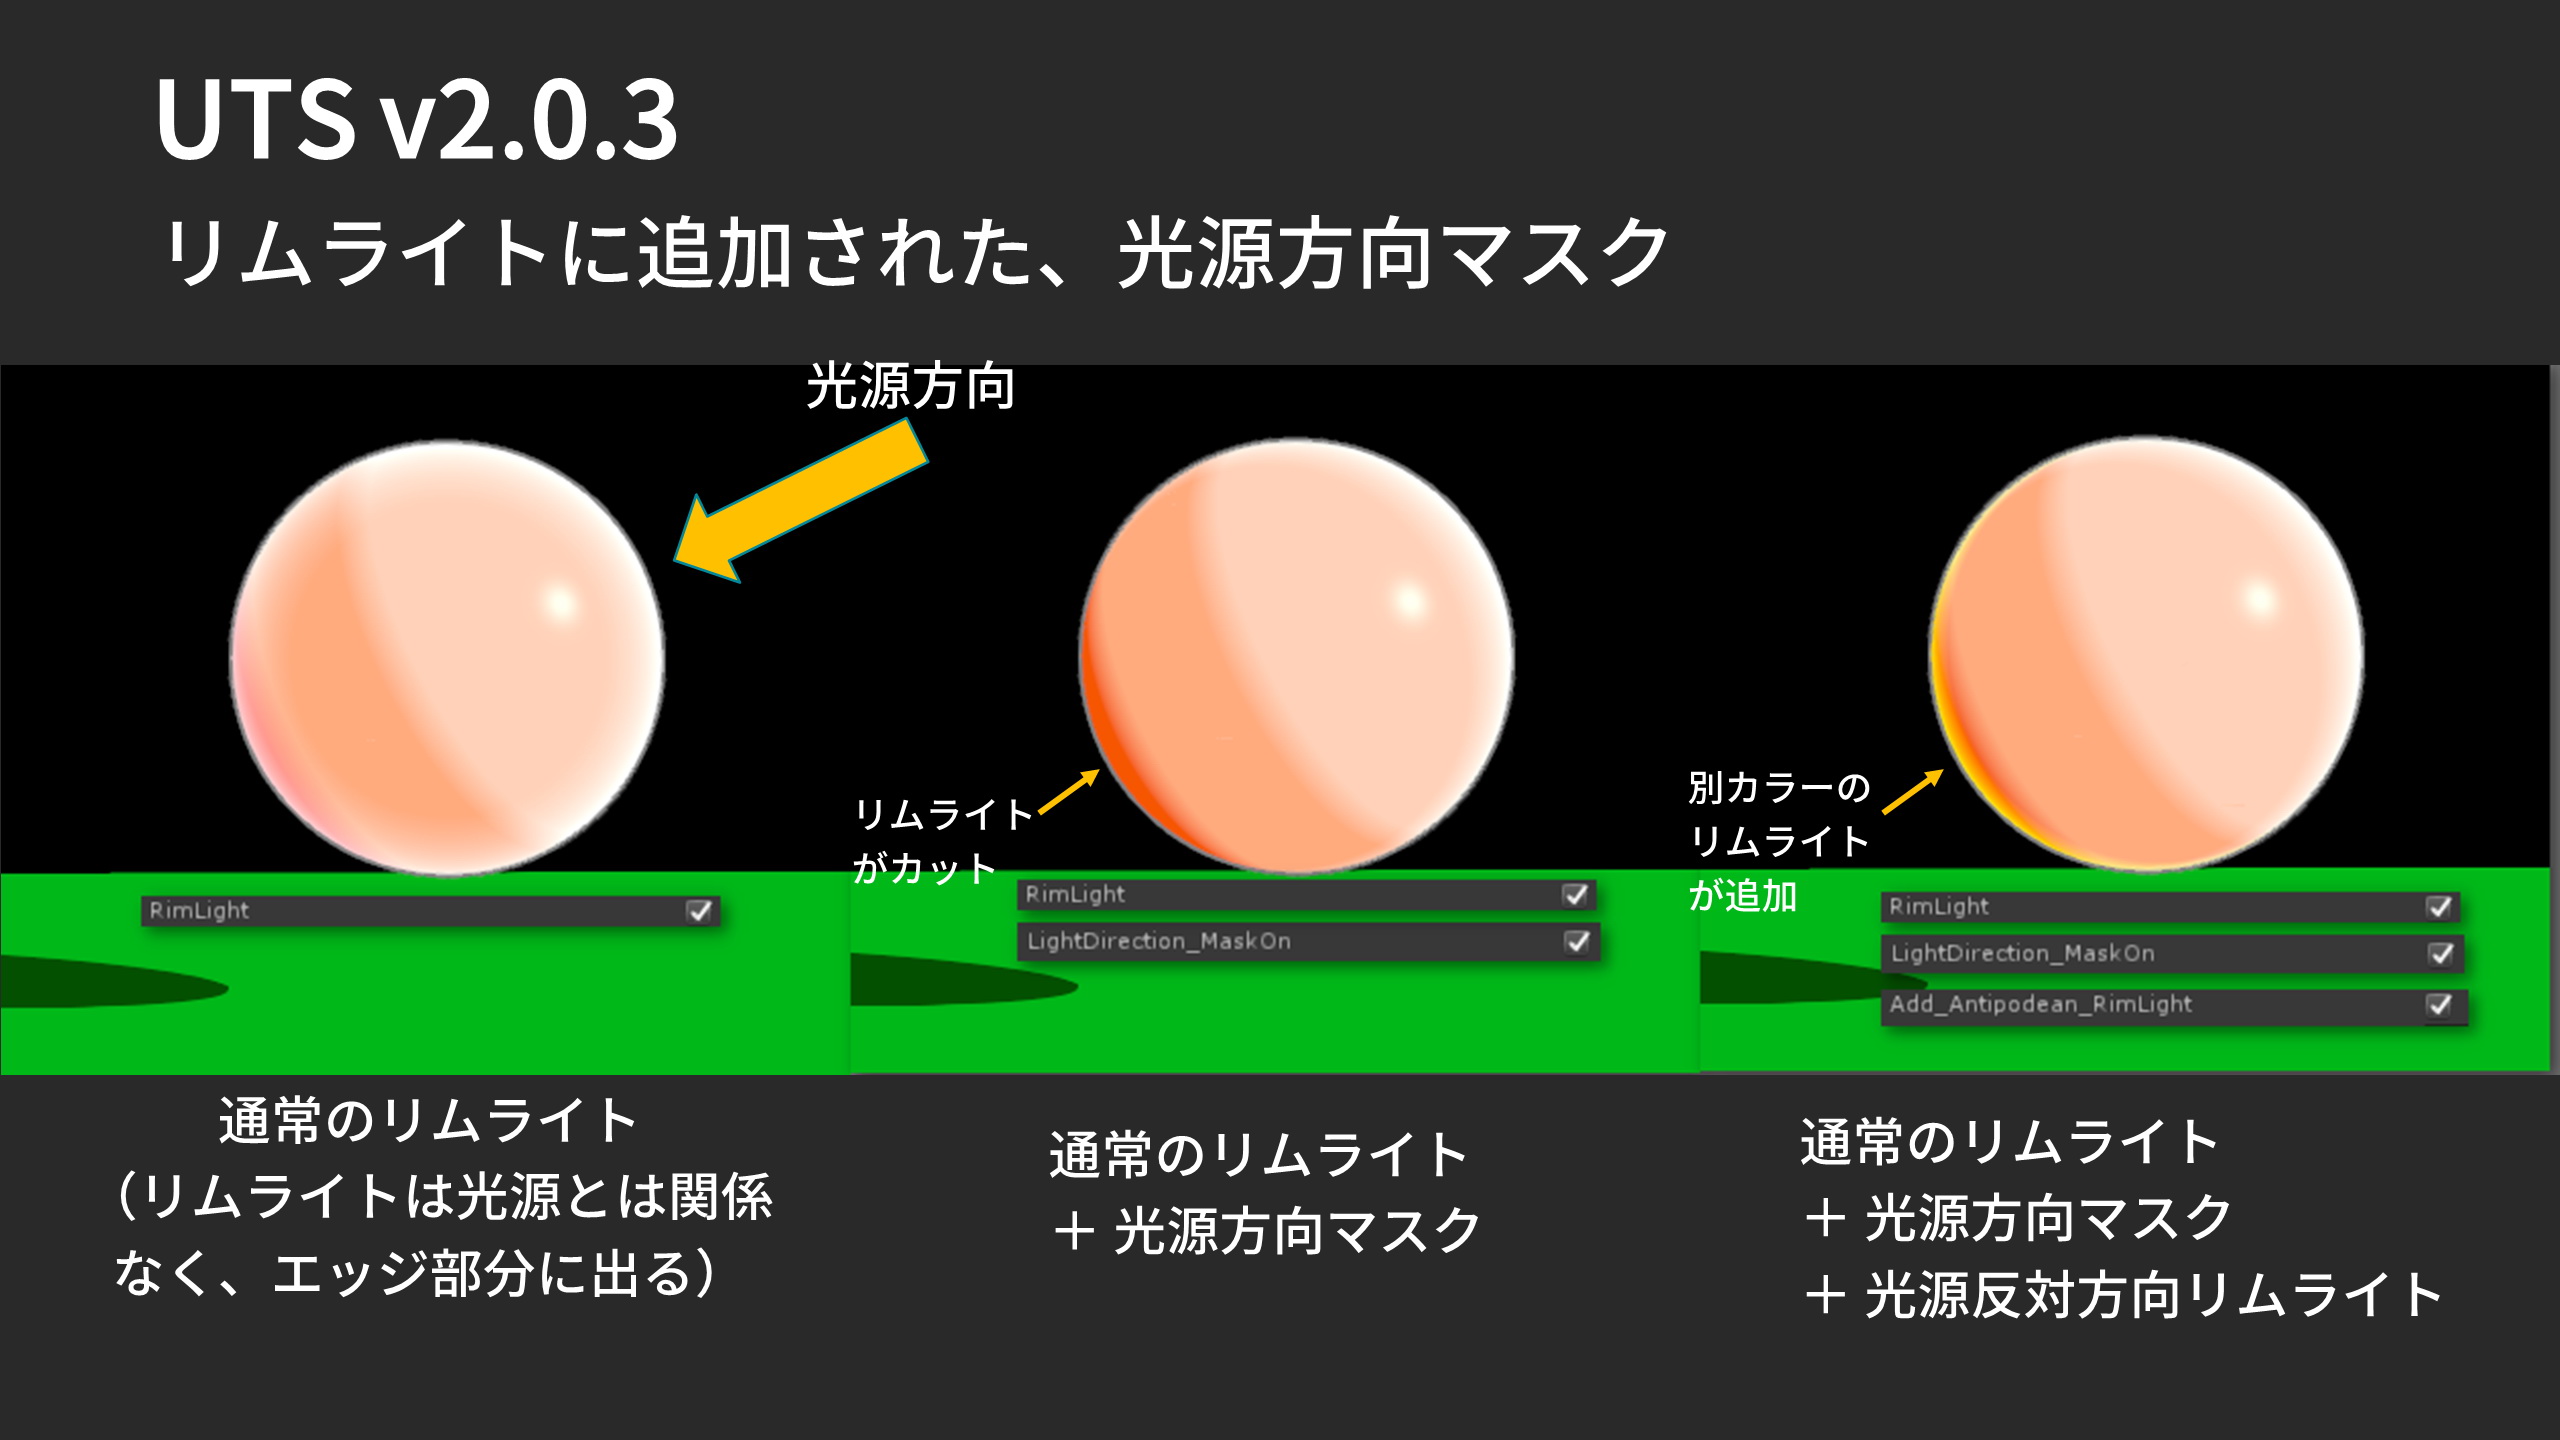 UTS v2.0.3
リムライトに追加された、光源方向マスク
光源方向
リムライト
がカット
別カラーの
リムライト
が追加
RimLight
RimLight
LightDirection_MaskOn
RimLight
LightDirection_MaskOn
Add_Antipodean_RimLight
通常のリムライト
（リムライトは光源とは関係
なく、エッジ部分に出る）
通常のリムライト
＋ 光源方向マスク
通常のリムライト
＋ 光源方向マスク
＋ 光源反対方向リムライト